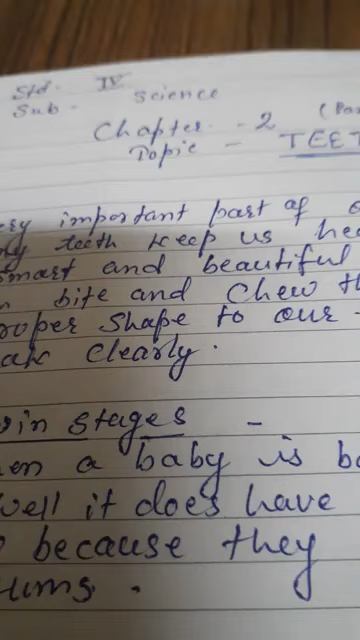 Std. IV
Sub - Science
Chapter - 2
Topic - TEET
important part of
teeth keep us hea
smart and beautiful
bite and chew th
roper shape to our
clearly.
in stages -
en a baby is bo
well it does have
because they
ums.